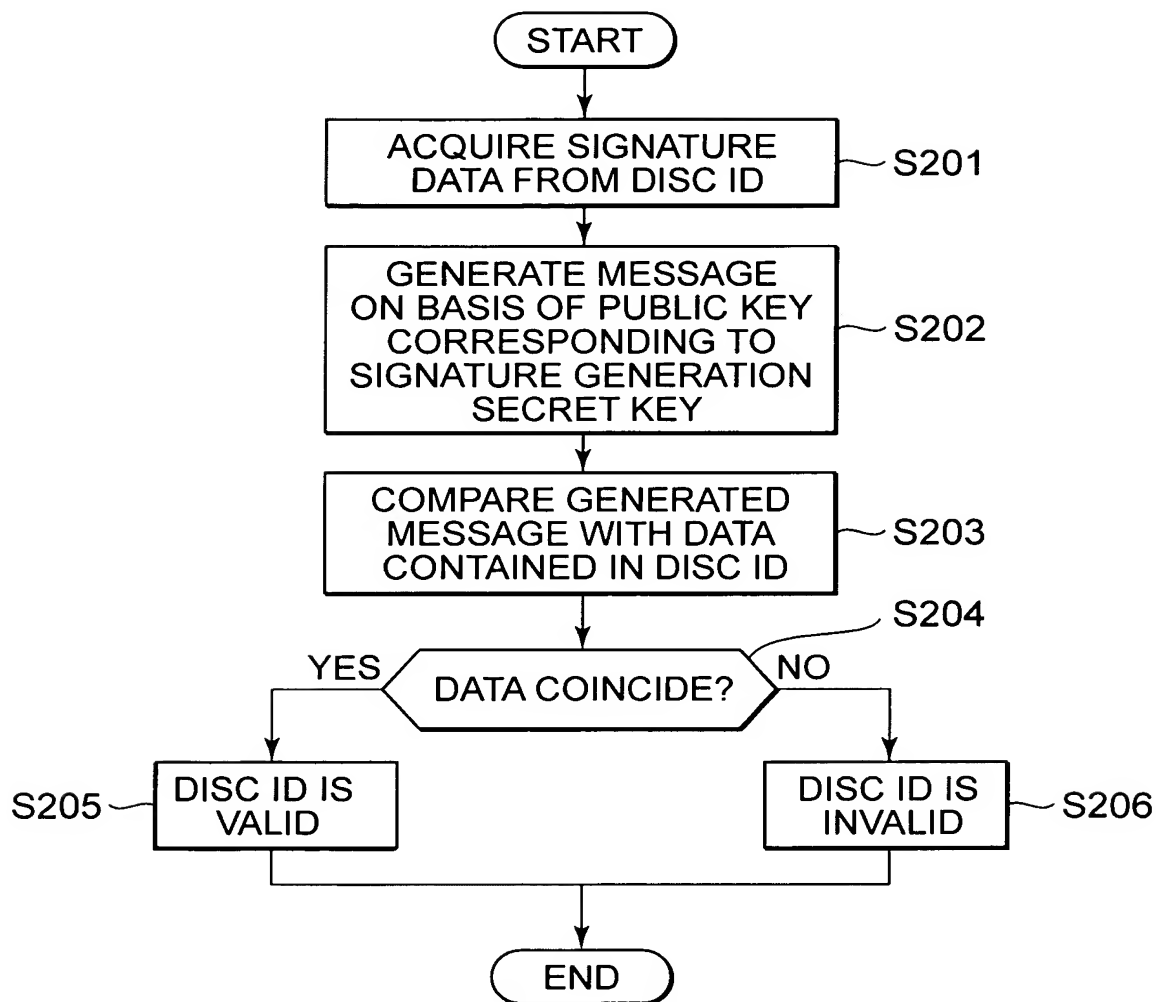 START
ACQUIRE SIGNATURE
DATA FROM DISC ID
S201
GENERATE MESSAGE
ON BASIS OF PUBLIC KEY
CORRESPONDING TO
SIGNATURE GENERATION
SECRET KEY
S202
COMPARE GENERATED
MESSAGE WITH DATA
CONTAINED IN DISC ID
S203
S204
YES
DATA COINCIDE?
NO
S205
DISC ID IS
VALID
DISC ID IS
INVALID
S206
END